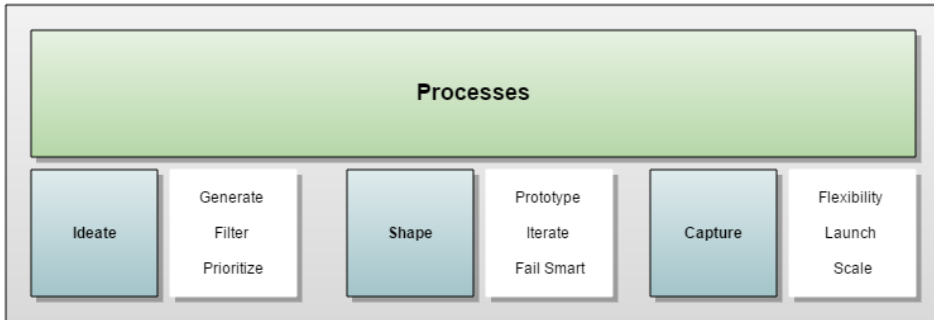 Processes
Ideate
Generate
Filter
Prioritize
Shape
Prototype
Iterate
Fail Smart
Capture
Flexibility
Launch
Scale